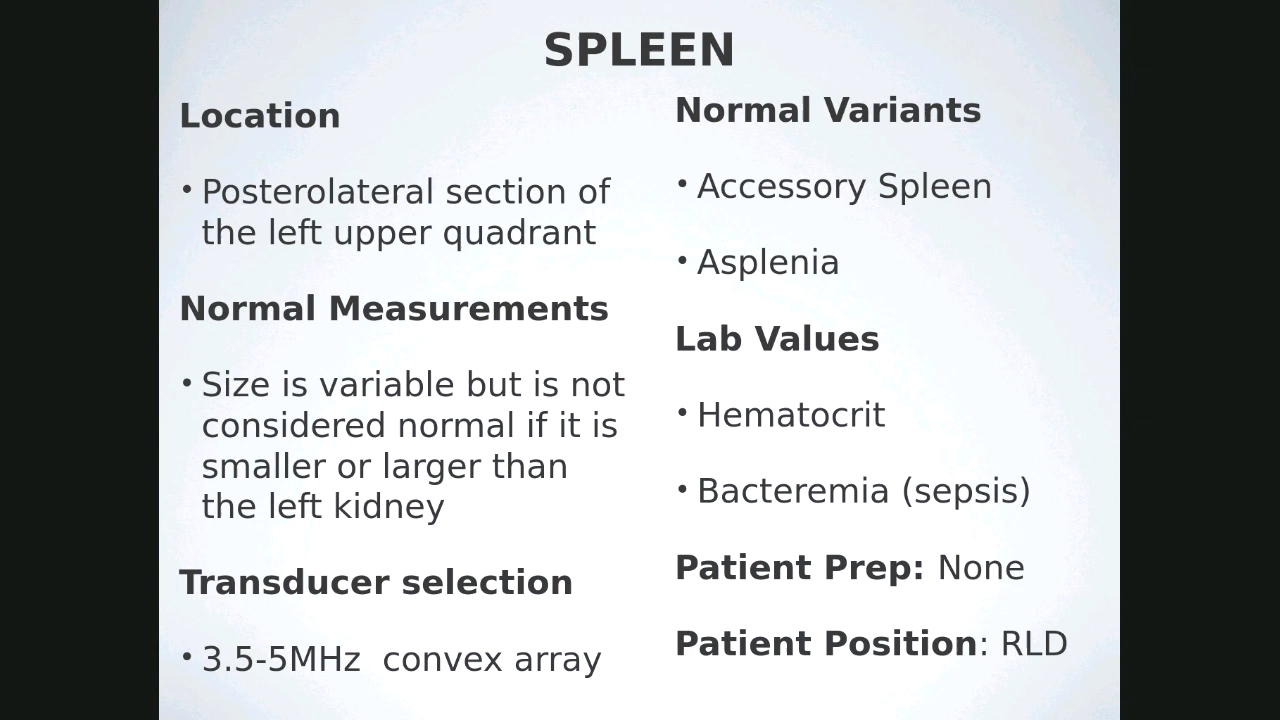 SPLEEN
Location
• Posterolateral section of
the left upper quadrant
Normal Measurements
• Size is variable but is not
considered normal if it is
smaller or larger than
the left kidney
Transducer selection
• 3.5-5MHz  convex array
Normal Variants
• Accessory Spleen
• Asplenia
Lab Values
• Hematocrit
• Bacteremia (sepsis)
Patient Prep: None
Patient Position: RLD